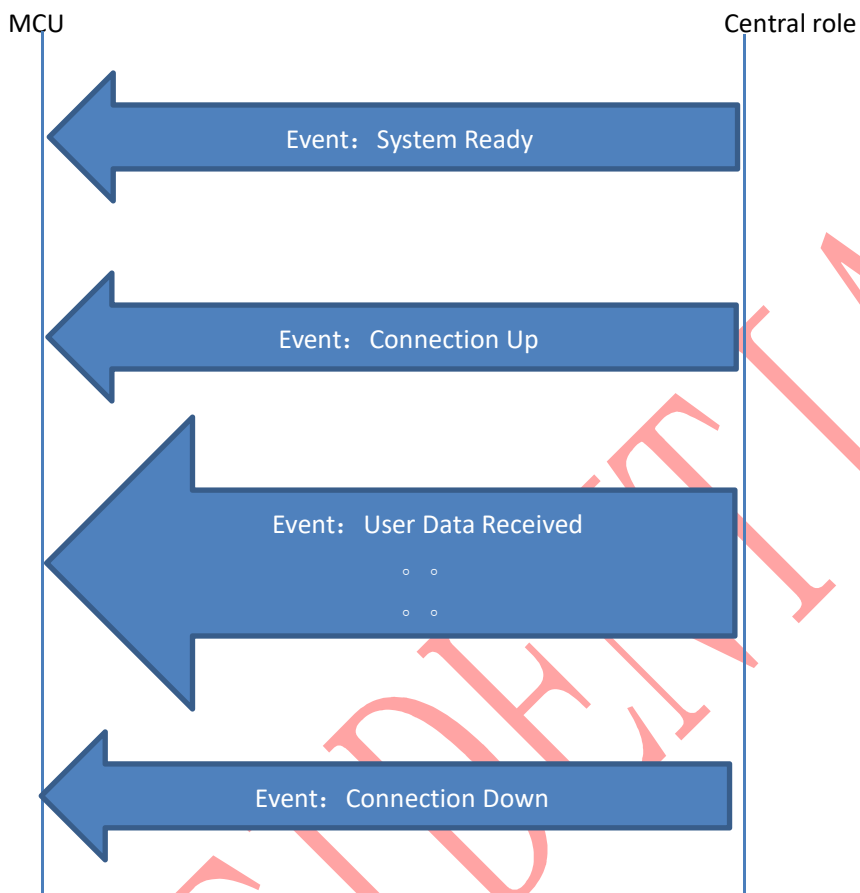 MCU
Central role
Event：System Ready
Event：Connection Up
Event：User Data Received
。。
。。
Event：Connection Down